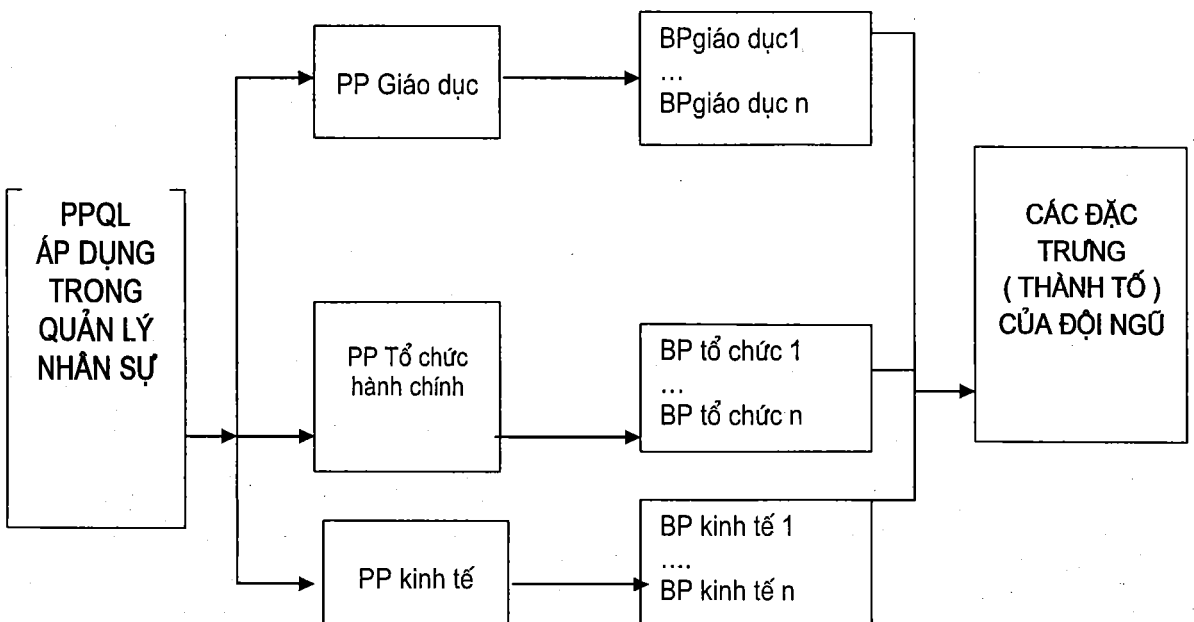 PPQL
ÁP DỤNG
TRONG
QUẢN LÝ
NHÂN SỰ
PP Giáo dục
BPgiáo dục1
...
BPgiáo dục n
PP Tổ chức
hành chính
BP tổ chức 1
...
BP tổ chức n
PP kinh tế
BP kinh tế 1
....
BP kinh tế n
CÁC ĐẶC
TRƯNG
( THÀNH TỐ )
CỦA ĐỘI NGŨ